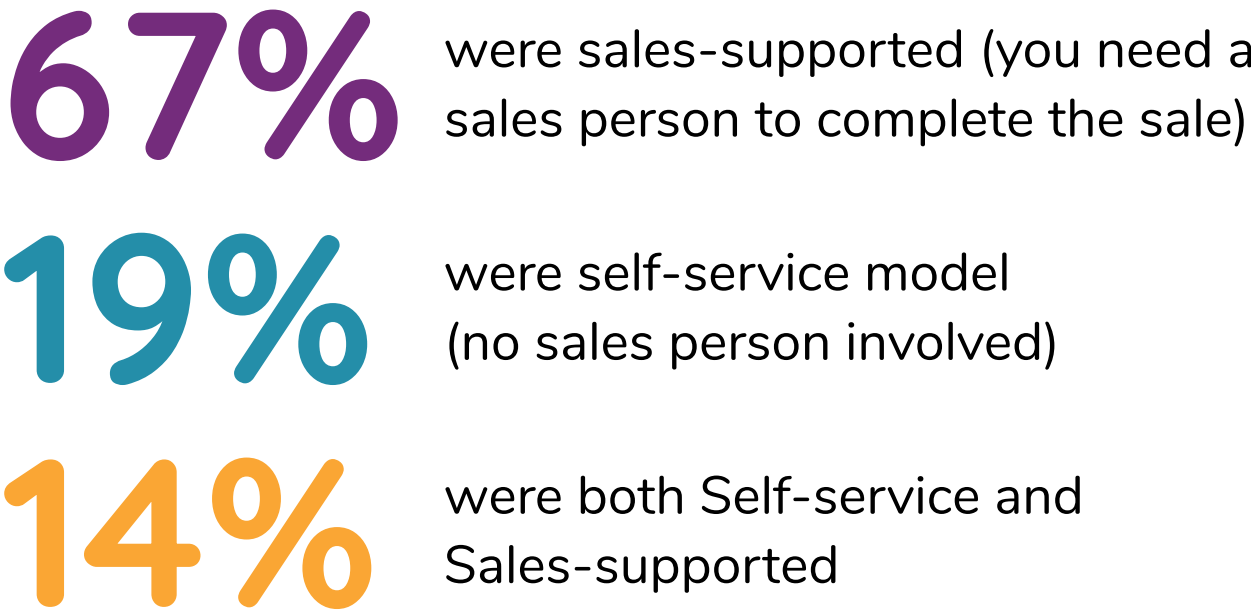 67%
were sales-supported (you need a
sales person to complete the sale)
19%
were self-service model
(no sales person involved)
14%
were both Self-service and
Sales-supported